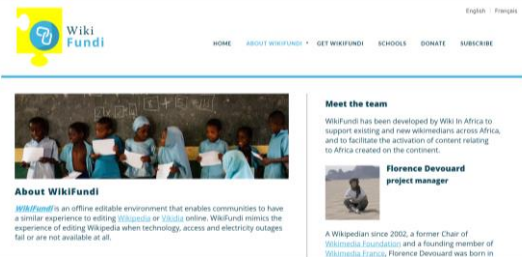 English | Français
Wiki
Fundi
HOME ABOUT WIKIFUNDI GET WIKIFUNDI SCHOOLS DONATE SUBSCRIBE
About WikiFundi
WikiFundi is an offline editable environment that enables communities to have
a similar experience to editing Wikipedia or Vikidia online. WikiFundi mimics the
experience of editing Wikipedia when technology, access and electricity outages
fail or are not available at all.
Meet the team
WikiFundi has been developed by Wiki In Africa to
support existing and new wikimedians across Africa,
and to facilitate the activation of content relating
to Africa created on the continent.
Florence Devouard
project manager
A Wikipedian since 2002, a former Chair of
Wikimedia Foundation and a founding member of
Wikimedia France, Florence Devouard was born in